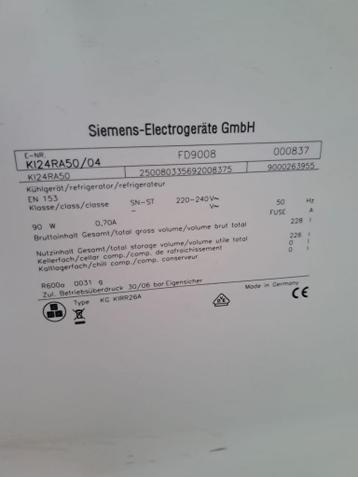 Siemens-Electrogeräte GmbH
E-NR. KI24RA50/04 FD9008 000837
KI24RA50 250080335692008375 9000263955
Kühlgerät/refrigerator/refrigerateur
EN 153
Klasse/class/classe SN-ST 220-240V~ 50 Hz
– V~ FUSE A
90 W 0,70A
Bruttoinhalt Gesamt/total gross volume/volume brut total 228 l
Nutzinhalt Gesamt/total storage volume/volume utile total 228 l
Kellerfach/cellar comp./comp. de rafraichissement 0 l
Kaltlagerfach/chill comp./comp. conserveur 0 l
R600a 0031 g
Zul. Betriebsüberdruck 30/06 bar Eigensicher
Type KG KIRR26A Made in Germany
CE